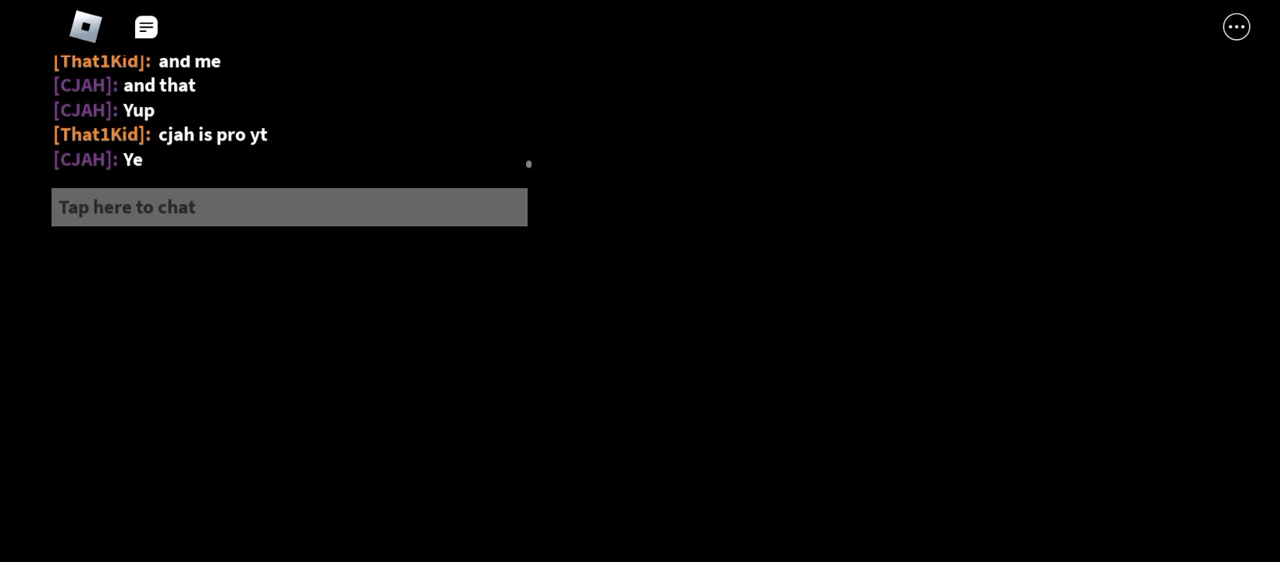 [That1Kid]: and me
[CJAH]: and that
[CJAH]: Yup
[That1Kid]: cjah is pro yt
[CJAH]: Ye
Tap here to chat